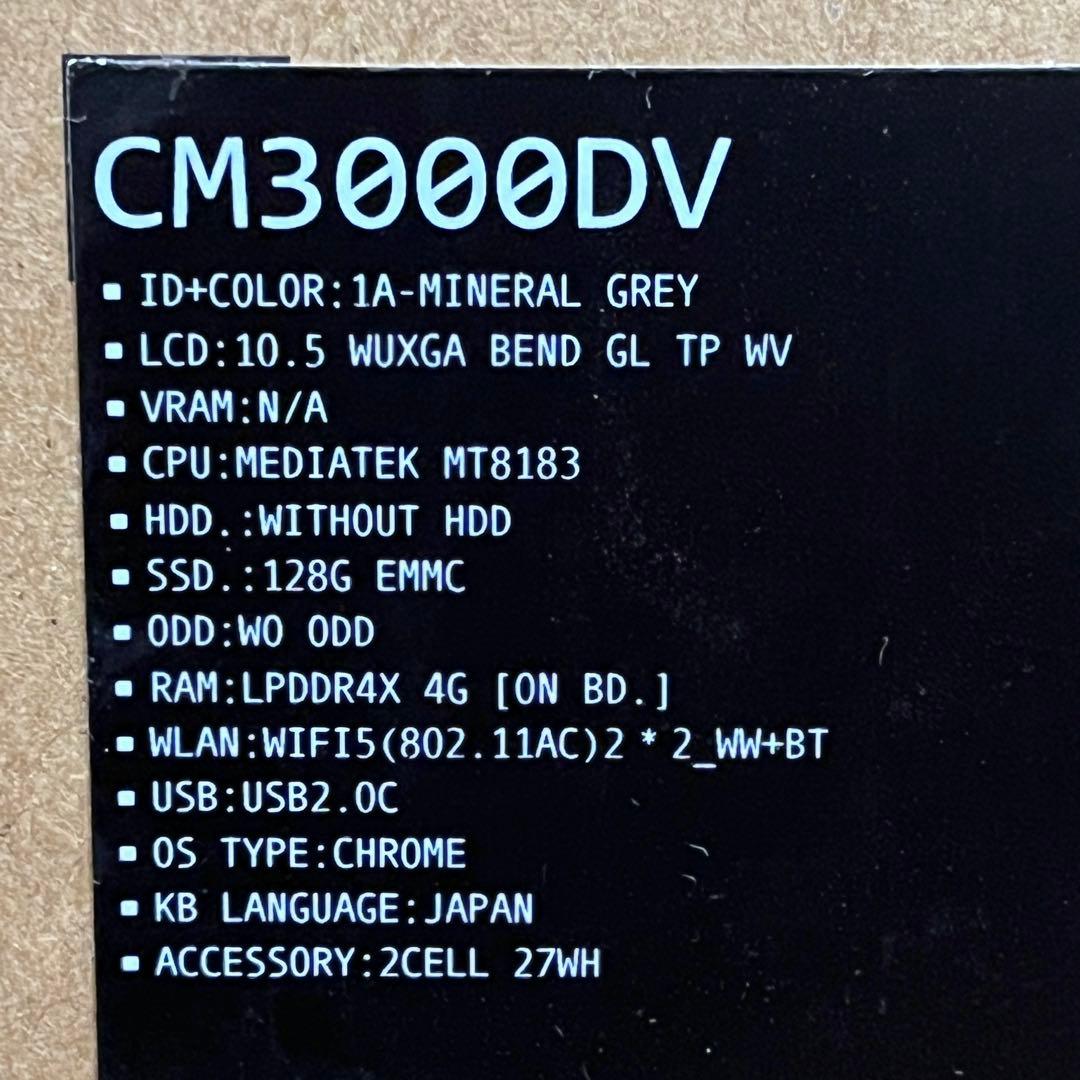 CM3000DV
▪ ID+COLOR:1A-MINERAL GREY
▪ LCD:10.5 WUXGA BEND GL TP WV
▪ VRAM:N/A
▪ CPU:MEDIATEK MT8183
▪ HDD.:WITHOUT HDD
▪ SSD.:128G EMMC
▪ ODD:WO ODD
▪ RAM:LPDDR4X 4G [ON BD.]
▪ WLAN:WIFI5(802.11AC)2*2_WW+BT
▪ USB:USB2.0C
▪ OS TYPE:CHROME
▪ KB LANGUAGE:JAPAN
▪ ACCESSORY:2CELL 27WH